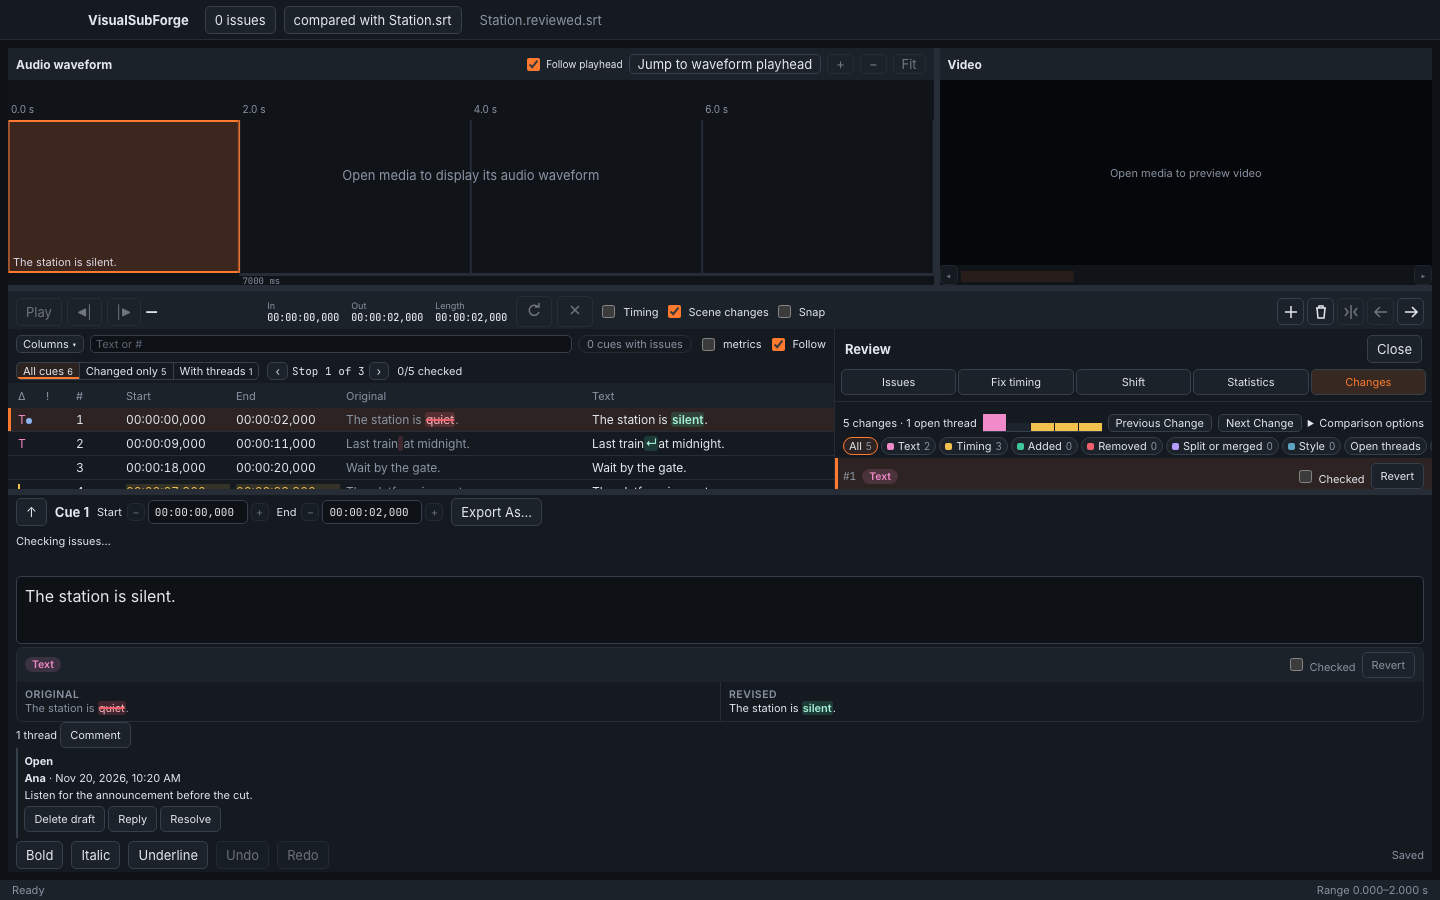 VisualSubForge 0 issues compared with Station.srt Station.reviewed.srt
Audio waveform Follow playhead Jump to waveform playhead + − Fit
0.0 s 2.0 s 4.0 s 6.0 s
Open media to display its audio waveform
The station is silent.
7000 ms
Video
Open media to preview video
Play In 00:00:00,000 Out 00:00:02,000 Length 00:00:02,000 Timing Scene changes Snap
Columns Text or # 0 cues with issues metrics Follow
All cues 6 Changed only 5 With threads 1 ‹ Stop 1 of 3 › 0/5 checked
Δ ! # Start End Original Text
T 1 00:00:00,000 00:00:02,000 The station is quiet. The station is silent.
T 2 00:00:09,000 00:00:11,000 Last train at midnight. Last train↵at midnight.
3 00:00:18,000 00:00:20,000 Wait by the gate. Wait by the gate.
Review Close
Issues Fix timing Shift Statistics Changes
5 changes · 1 open thread Previous Change Next Change Comparison options
All 5 Text 2 Timing 3 Added 0 Removed 0 Split or merged 0 Style 0 Open threads
#1 Text Checked Revert
↑ Cue 1 Start − 00:00:00,000 + End − 00:00:02,000 + Export As...
Checking issues...
The station is silent.
Text Checked Revert
ORIGINAL
The station is quiet.
REVISED
The station is silent.
1 thread Comment
Open
Ana · Nov 20, 2026, 10:20 AM
Listen for the announcement before the cut.
Delete draft Reply Resolve
Bold Italic Underline Undo Redo Saved
Ready Range 0.000–2.000 s